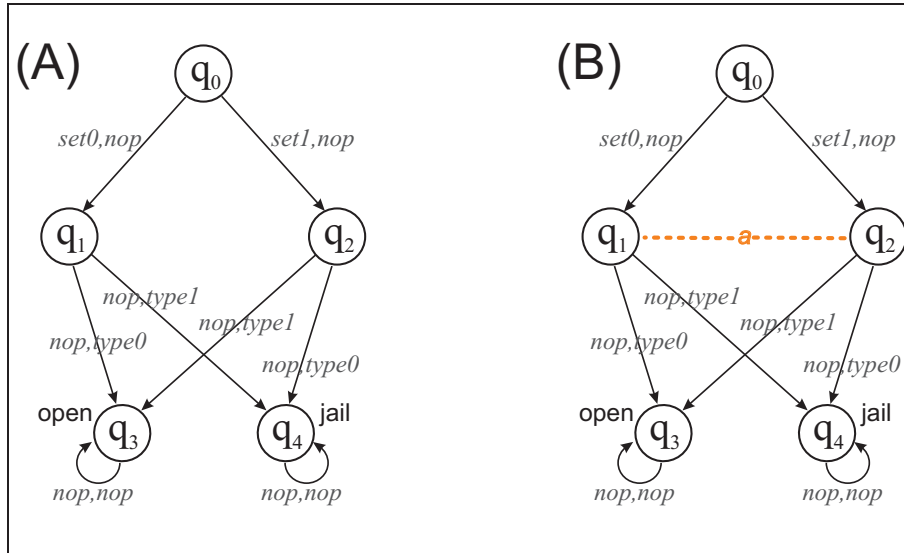 (A)
q0
set0,nop
set1,nop
q1
q2
nop,type1
nop,type1
nop,type0
nop,type0
open
jail
q3
q4
nop,nop
nop,nop
(B)
q0
set0,nop
set1,nop
q1
a
q2
nop,type1
nop,type1
nop,type0
nop,type0
open
jail
q3
q4
nop,nop
nop,nop